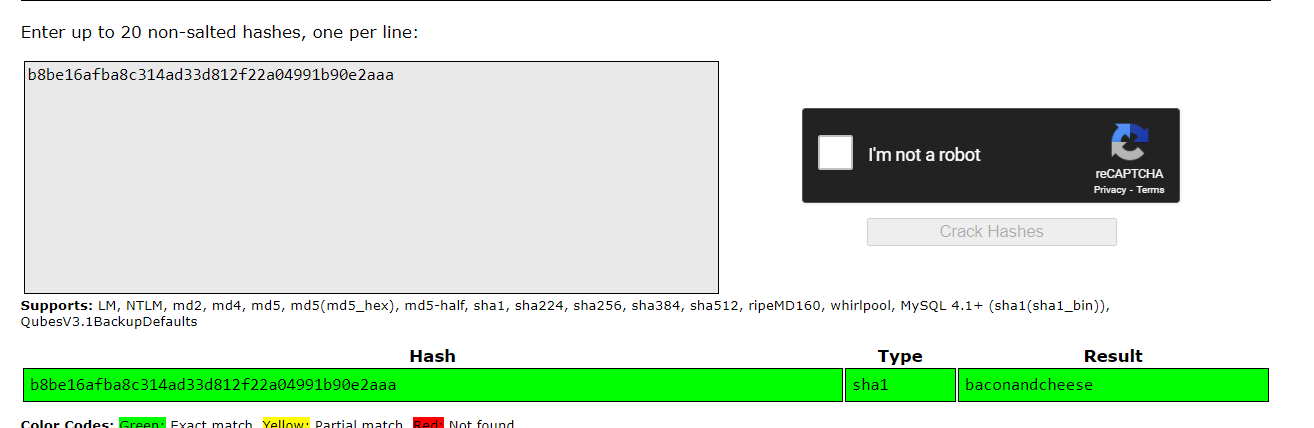 Enter up to 20 non-salted hashes, one per line:
b8be16afba8c314ad33d812f22a04991b90e2aaa
I'm not a robot
reCAPTCHA
Privacy - Terms
Crack Hashes
Supports: LM, NTLM, md2, md4, md5, md5(md5_hex), md5-half, sha1, sha224, sha256, sha384, sha512, ripeMD160, whirlpool, MySQL 4.1+ (sha1(sha1_bin)),
QubesV3.1BackupDefaults
Hash Type Result
b8be16afba8c314ad33d812f22a04991b90e2aaa sha1 baconandcheese
Color Codes: Green: Exact match, Yellow: Partial match, Red: Not found